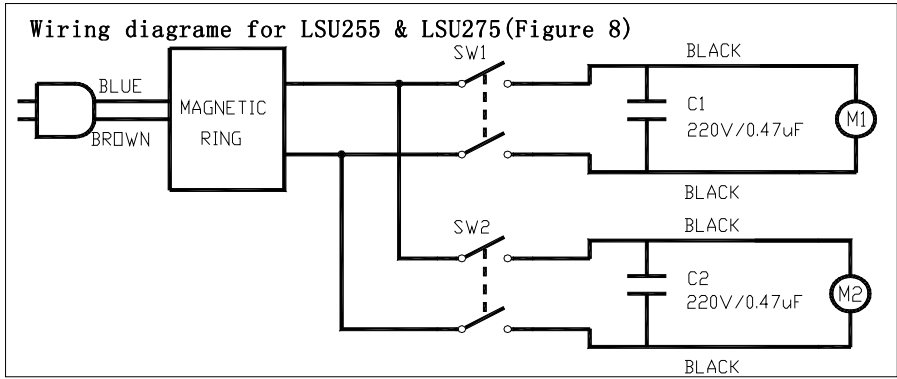 Wiring diagrame for LSU255 & LSU275(Figure 8)
SW1
BLACK
BLUE
MAGNETIC
RING
BROWN
C1
220V/0.47uF
M1
BLACK
SW2
BLACK
C2
220V/0.47uF
M2
BLACK